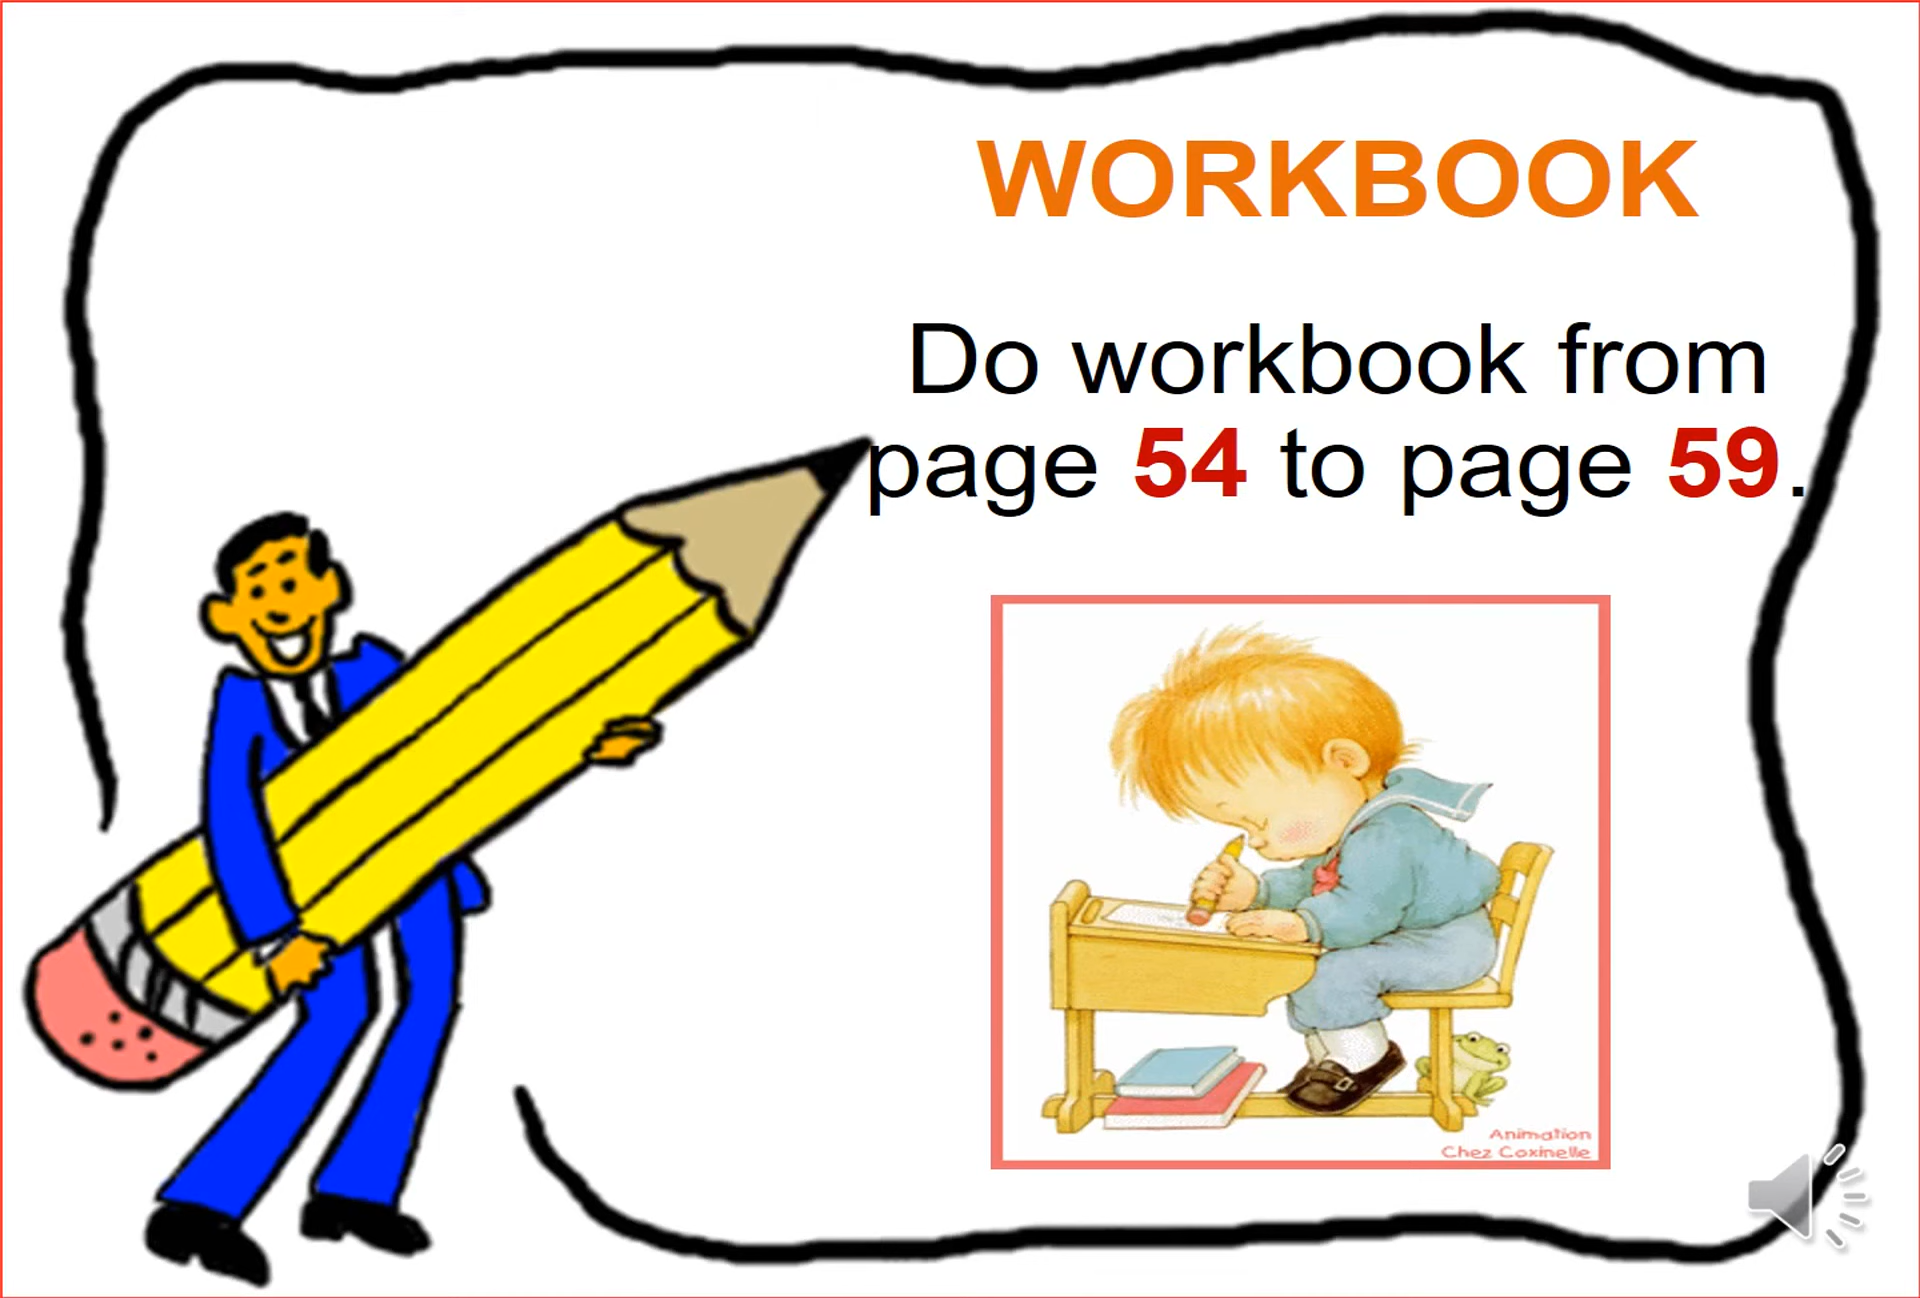 WORKBOOK
Do workbook from
page 54 to page 59.
Animation
Chez Coxinelle